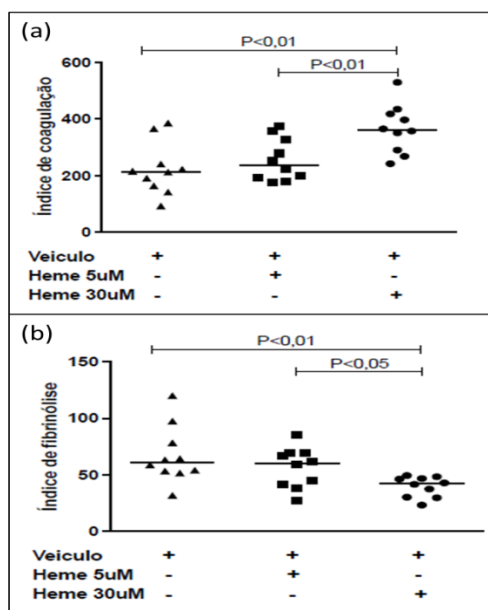 (a)
P<0,01
P<0,01
Índice de coagulação
600
400
200
0
Veiculo + + +
Heme 5uM - + -
Heme 30uM - - +
(b)
P<0,01
P<0,05
Índice de fibrinólise
150
100
50
0
Veiculo + + +
Heme 5uM - + -
Heme 30uM - - +